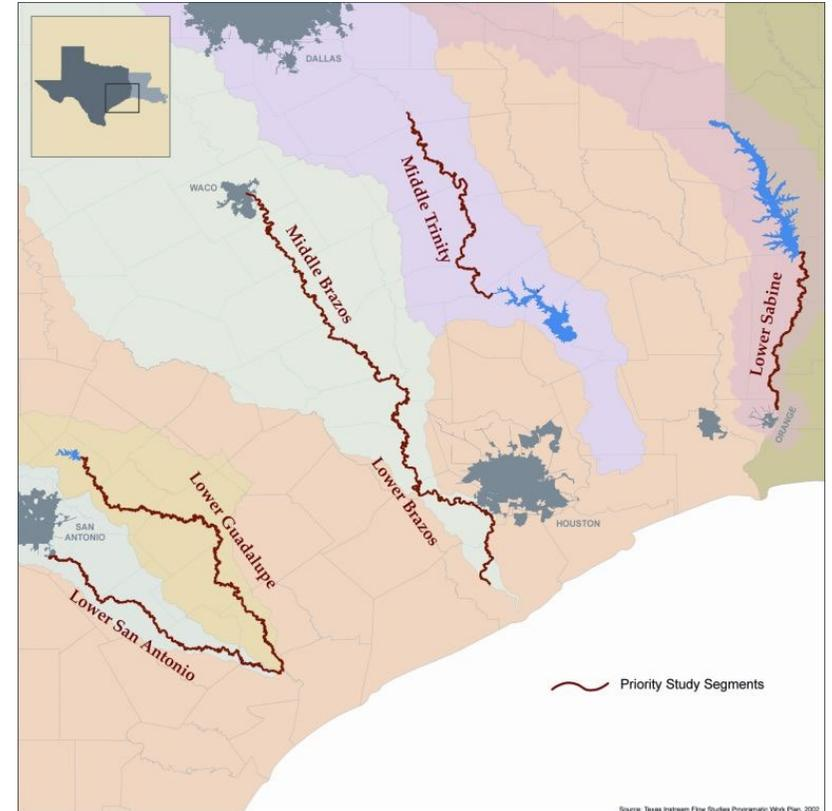 DALLAS
WACO
Middle Trinity
Middle Brazos
Lower Sabine
ORANGE
Lower Guadalupe
Lower Brazos
SAN
ANTONIO
HOUSTON
Lower San Antonio
Priority Study Segments
Source: Texas Instream Flow Studies Programatic Work Plan, 2002